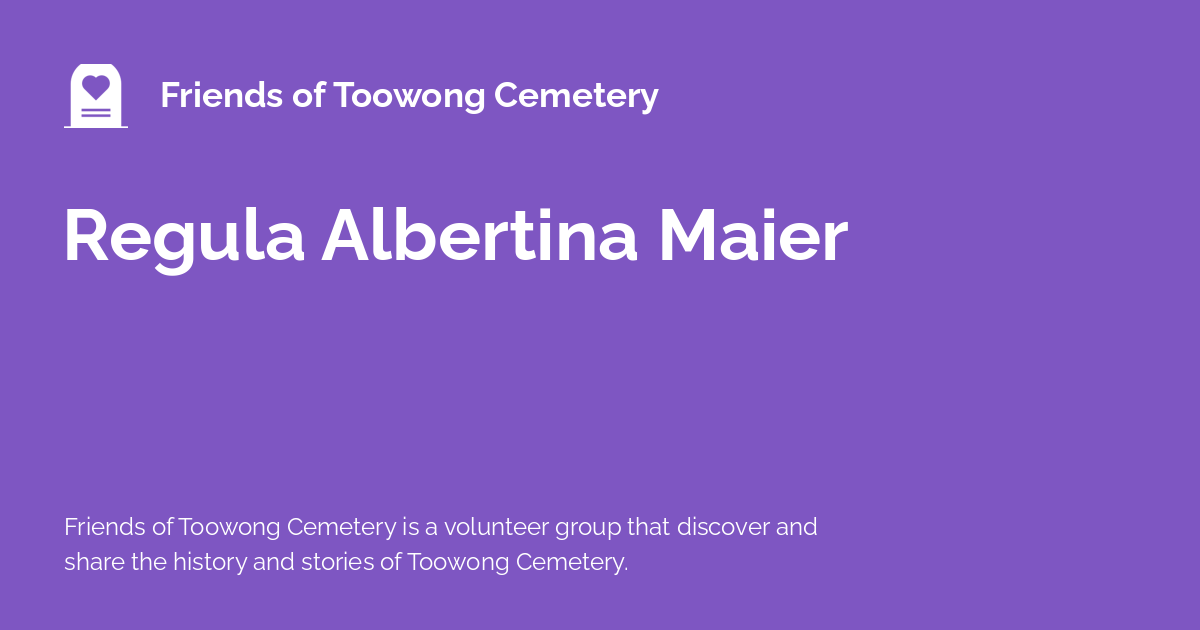 Friends of Toowong Cemetery
Regula Albertina Maier
Friends of Toowong Cemetery is a volunteer group that discover and
share the history and stories of Toowong Cemetery.